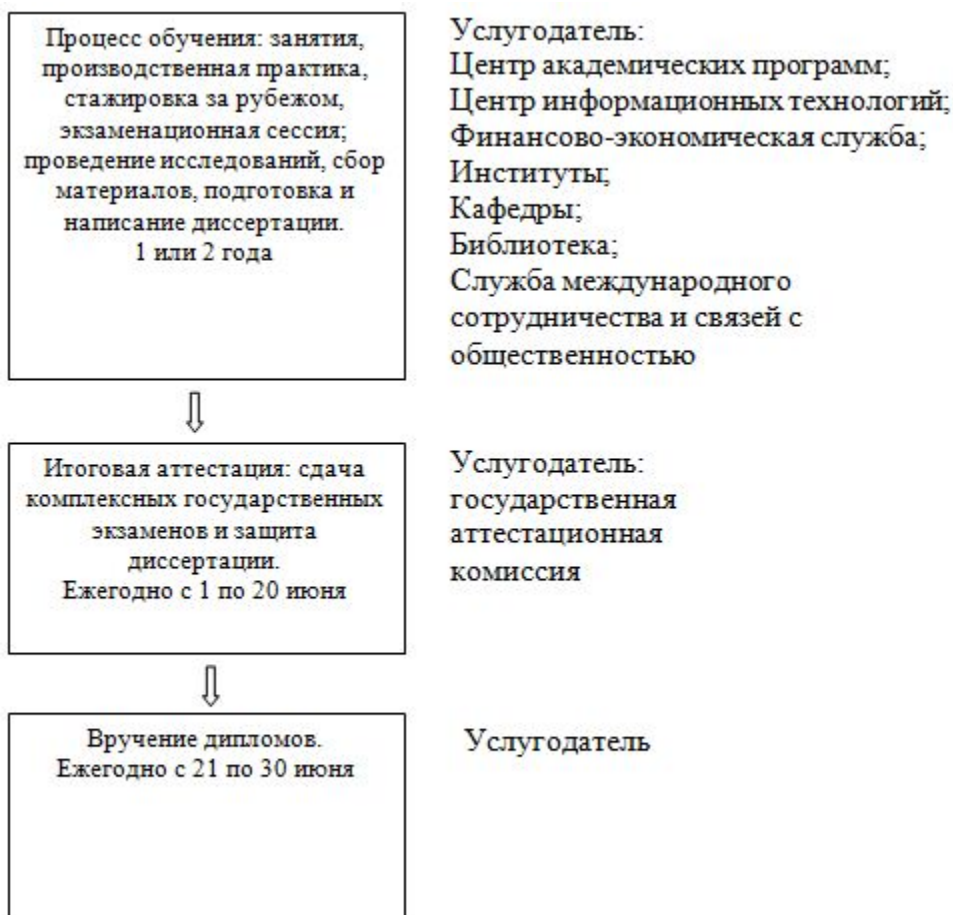 Процесс обучения: занятия,
производственная практика,
стажировка за рубежом,
экзаменационная сессия;
проведение исследований, сбор
материалов, подготовка и
написание диссертации.
1 или 2 года
Услугодатель:
Центр академических программ;
Центр информационных технологий;
Финансово-экономическая служба;
Институты;
Кафедры;
Библиотека;
Служба международного
сотрудничества и связей с
общественностью
Итоговая аттестация: сдача
комплексных государственных
экзаменов и защита
диссертации.
Ежегодно с 1 по 20 июня
Услугодатель:
государственная
аттестационная
комиссия
Вручение дипломов.
Ежегодно с 21 по 30 июня
Услугодатель